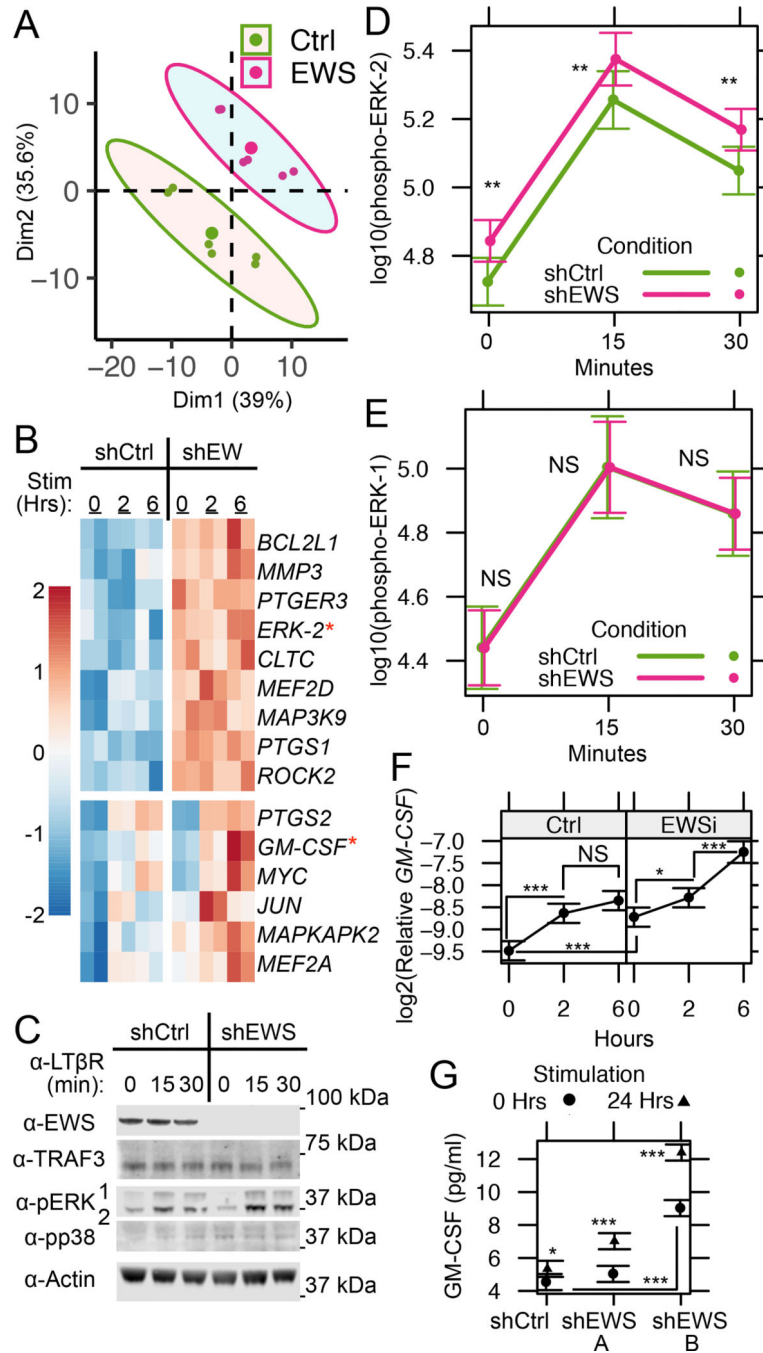 A
Ctrl
EWS
Dim2 (35.6%)
10
0
−10
−20 −10 0 10
Dim1 (39%)
B
shCtrl shEW
Stim
(Hrs): 0 2 6 0 2 6
2
1
0
-1
-2
BCL2L1
MMP3
PTGER3
ERK-2*
CLTC
MEF2D
MAP3K9
PTGS1
ROCK2
PTGS2
GM-CSF*
MYC
JUN
MAPKAPK2
MEF2A
C
shCtrl shEWS
α-LTβR
(min): 0 15 30 0 15 30
100 kDa
α-EWS
75 kDa
α-TRAF3
α-pERK 1
2
37 kDa
α-pp38
37 kDa
α-Actin
37 kDa
D
log10(phospho-ERK-2)
5.4
5.2
5.0
4.8
** ** **
Condition
shCtrl
shEWS
0 15 30
Minutes
E
log10(phospho-ERK-1)
5.0
4.8
4.6
4.4
NS NS NS
Condition
shCtrl
shEWS
0 15 30
Minutes
F
log2(Relative GM-CSF)
Ctrl EWSi
−7.0
−7.5
−8.0
−8.5
−9.0
−9.5
*** NS * *** ***
0 2 6 0 2 6
Hours
G
Stimulation
0 Hrs 24 Hrs
GM-CSF (pg/ml)
12
10
8
6
4
* *** *** ***
shCtrl shEWS shEWS
A B